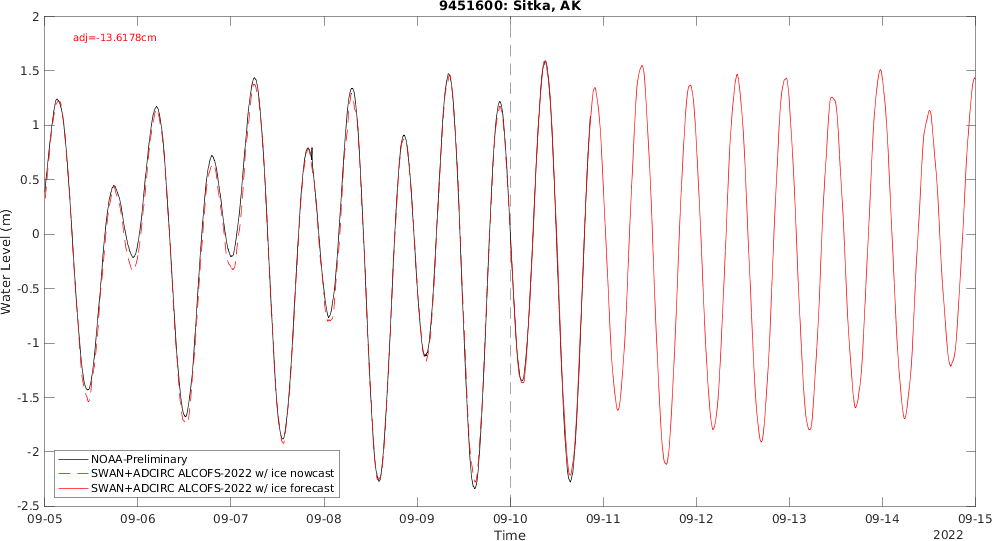 9451600: Sitka, AK
adj=-13.6178cm
2
1.5
1
0.5
0
-0.5
-1
-1.5
-2
-2.5
Water Level (m)
NOAA-Preliminary
SWAN+ADCIRC ALCOFS-2022 w/ ice nowcast
SWAN+ADCIRC ALCOFS-2022 w/ ice forecast
09-05 09-06 09-07 09-08 09-09 09-10 09-11 09-12 09-13 09-14 09-15
Time
2022